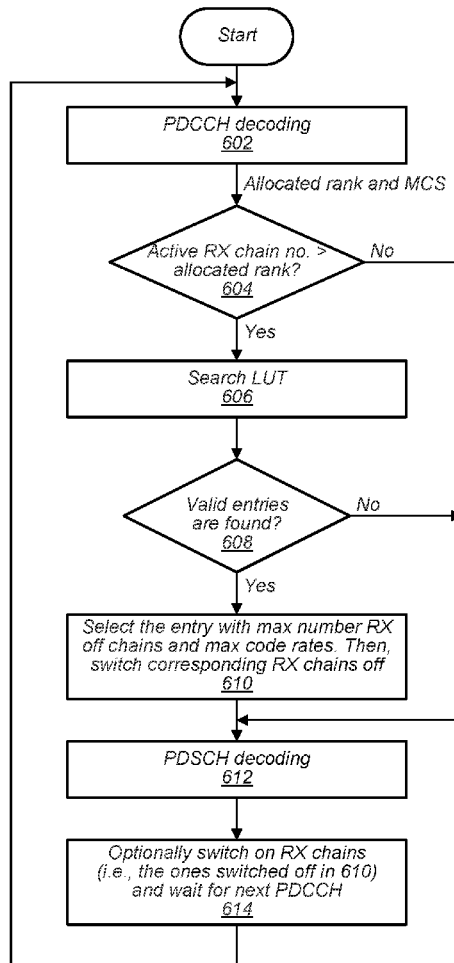 Start
PDCCH decoding
602
Allocated rank and MCS
Active RX chain no. >
allocated rank?
604
No
Yes
Search LUT
606
Valid entries
are found?
608
No
Yes
Select the entry with max number RX
off chains and max code rates. Then,
switch corresponding RX chains off
610
PDSCH decoding
612
Optionally switch on RX chains
(i.e., the ones switched off in 610)
and wait for next PDCCH
614